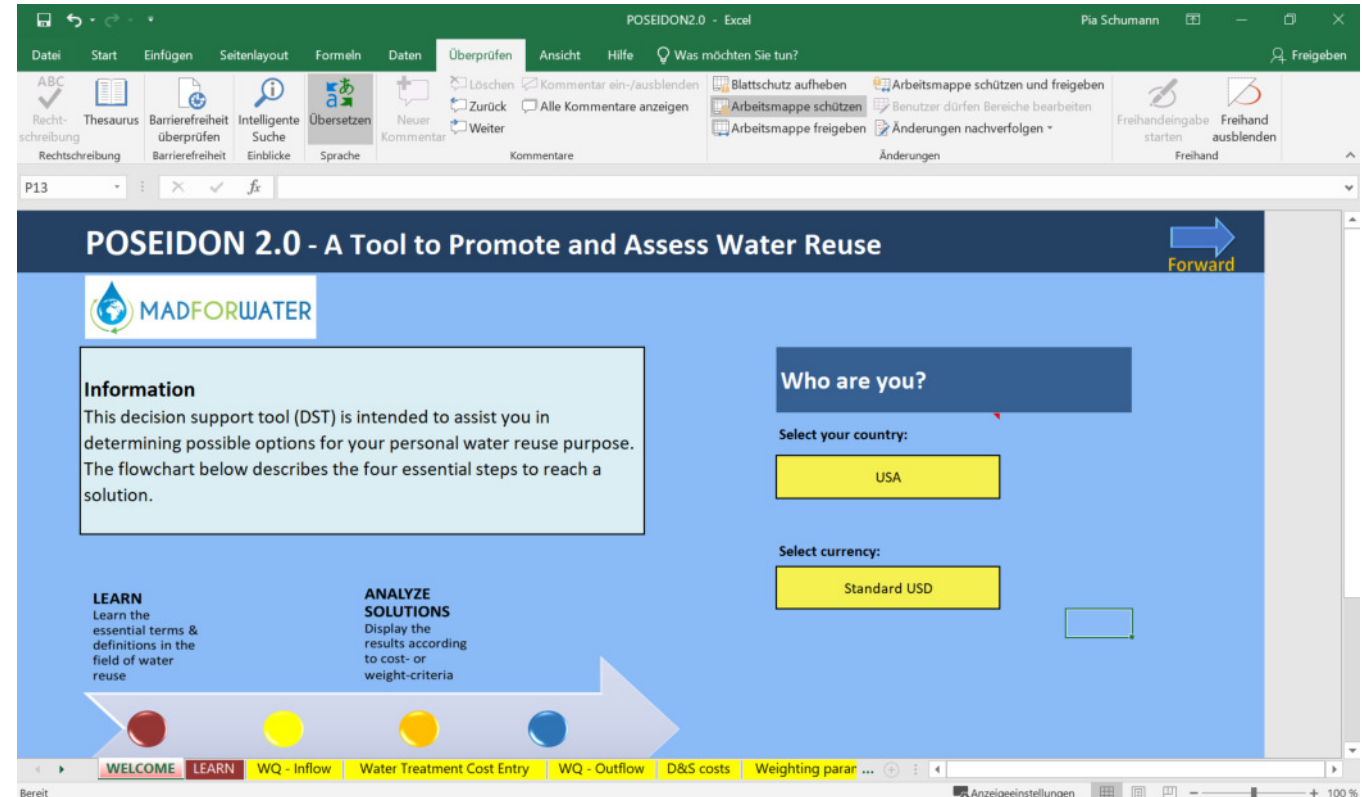 POSEIDON2.0 - Excel
Pia Schumann
Datei Start Einfügen Seitenlayout Formeln Daten Überprüfen Ansicht Hilfe Was möchten Sie tun? Freigeben
ABC
Recht-
schreibung
Rechtschreibung
Thesaurus
Barrierefreiheit
überprüfen
Barrierefreiheit
Intelligente
Suche
Einblicke
Übersetzen
Sprache
Neuer
Kommentar
Löschen
Zurück
Weiter
Kommentar ein-/ausblenden
Alle Kommentare anzeigen
Kommentare
Blattschutz aufheben
Arbeitsmappe schützen
Arbeitsmappe freigeben
Arbeitsmappe schützen und freigeben
Benutzer dürfen Bereiche bearbeiten
Änderungen nachverfolgen
Änderungen
Freihandeingabe
starten
Freihand
ausblenden
Freihand
P13
fx
POSEIDON 2.0 - A Tool to Promote and Assess Water Reuse
Forward
MADFORWATER
Information
This decision support tool (DST) is intended to assist you in
determining possible options for your personal water reuse purpose.
The flowchart below describes the four essential steps to reach a
solution.
Who are you?
Select your country:
USA
Select currency:
Standard USD
LEARN
Learn the
essential terms &
definitions in the
field of water
reuse
ANALYZE
SOLUTIONS
Display the
results according
to cost- or
weight-criteria
WELCOME LEARN WQ - Inflow Water Treatment Cost Entry WQ - Outflow D&S costs Weighting parar ...
Bereit
Anzeigeeinstellungen
100 %